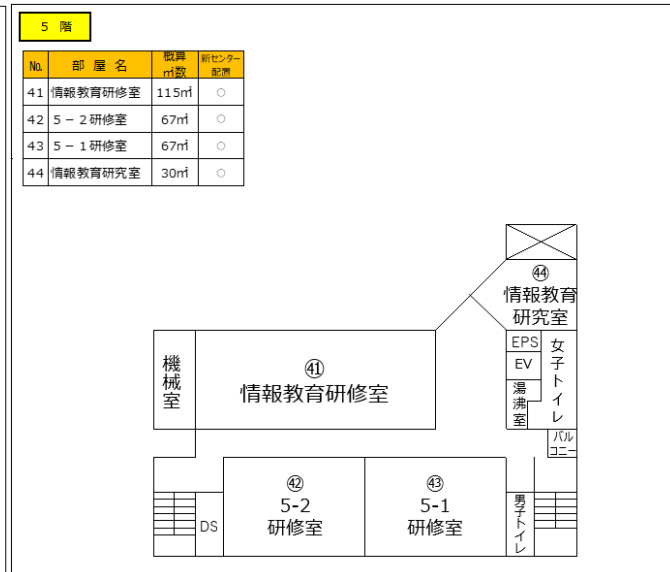 5 階
No. 部 屋 名 概算㎡数 新センター配置
41 情報教育研修室 115㎡ ○
42 5－2研修室 67㎡ ○
43 5－1研修室 67㎡ ○
44 情報教育研究室 30㎡ ○
㊹
情報教育
研究室
EPS
EV
湯沸室
女子トイレ
バル
コニー
機械室
㊶
情報教育研修室
㊷
5-2
研修室
㊸
5-1
研修室
DS
男子トイレ